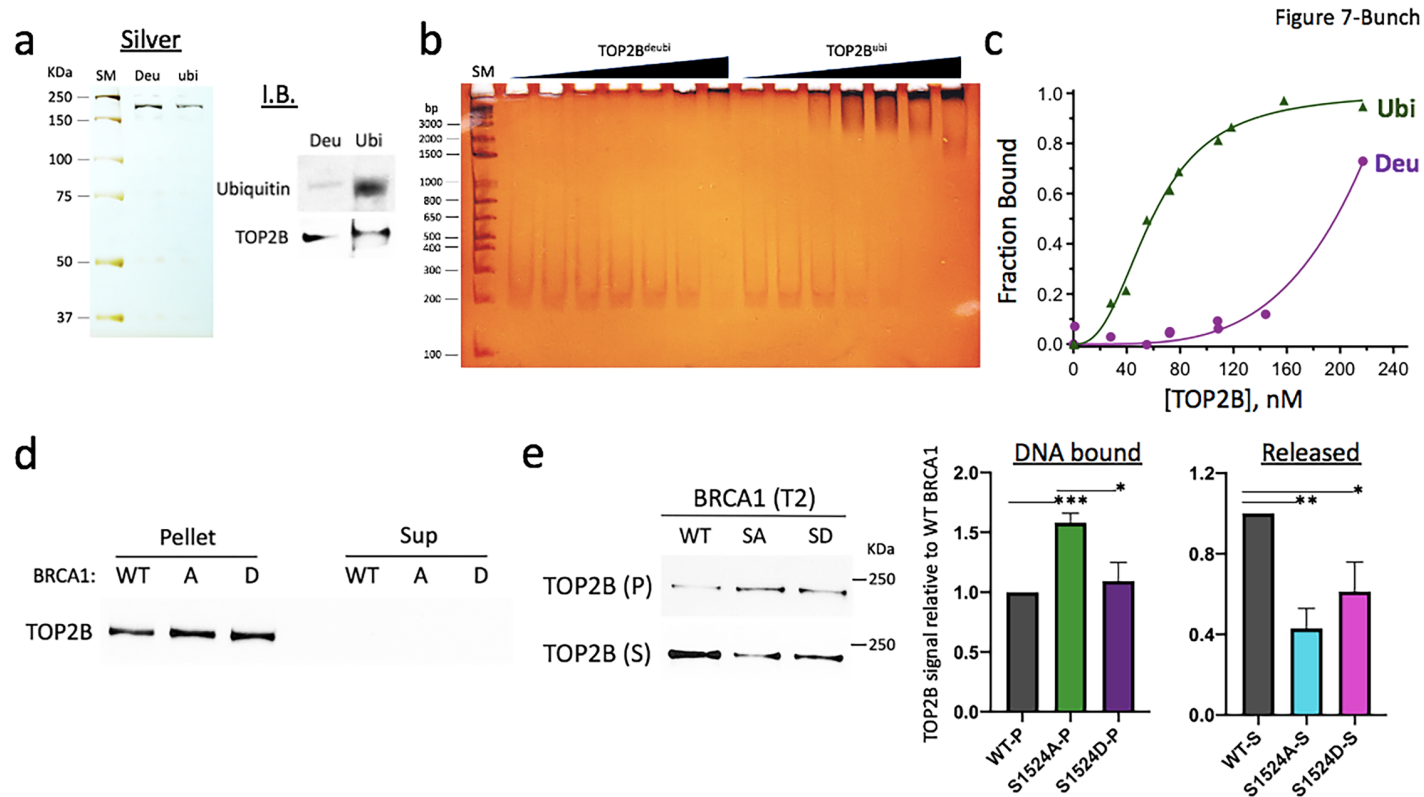 Figure 7-Bunch
a
Silver
KDa
SM
Deu
ubi
250
150
100
75
50
37
I.B.
Deu
Ubi
Ubiquitin
TOP2B
b
TOP2Bdeubi
TOP2Bubi
SM
bp
3000
2000
1500
1000
800
650
500
400
300
200
100
c
Fraction Bound
1.0
0.8
0.6
0.4
0.2
0.0
0
40
80
120
160
200
240
[TOP2B], nM
Ubi
Deu
d
Pellet
Sup
BRCA1:
WT
A
D
WT
A
D
TOP2B
e
BRCA1 (T2)
WT
SA
SD
KDa
TOP2B (P)
250
TOP2B (S)
250
TOP2B signal relative to WT BRCA1
DNA bound
2.0
1.5
1.0
0.5
0.0
***
*
WT-P
S1524A-P
S1524D-P
Released
1.2
0.8
0.4
0.0
*
**
WT-S
S1524A-S
S1524D-S